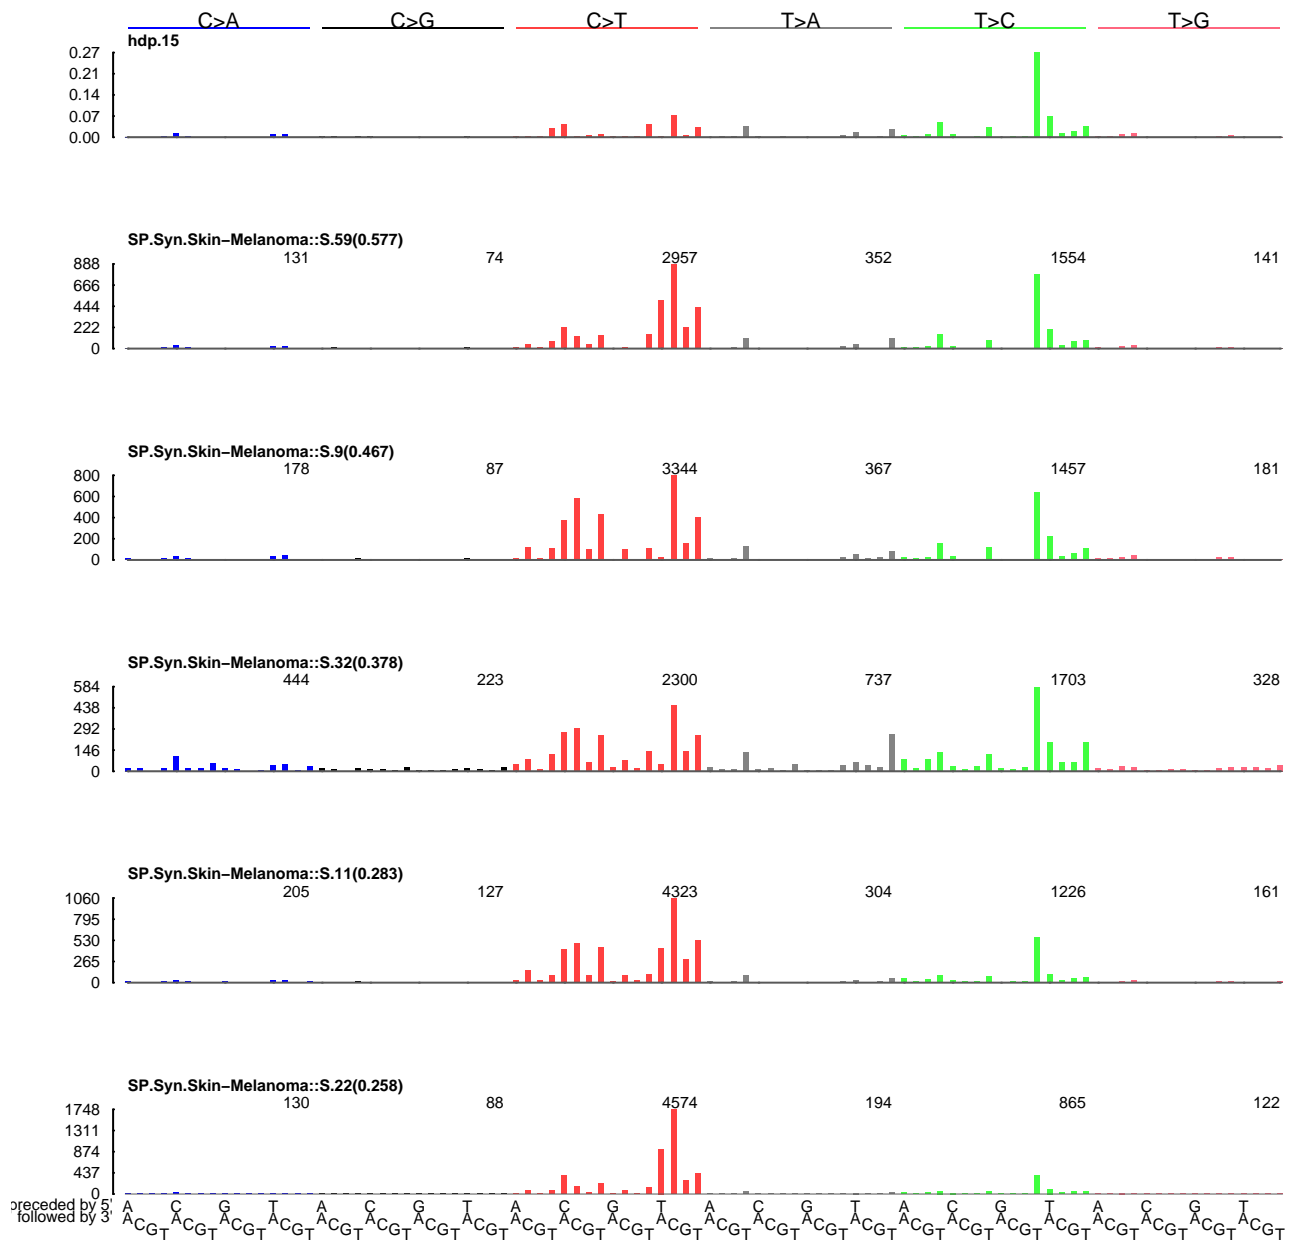 C>A C>G C>T T>A T>C T>G
hdp.15
0.27
0.21
0.14
0.07
0.00
SP.Syn.Skin−Melanoma::S.59(0.577)
131 74 2957 352 1554 141
888
666
444
222
0
SP.Syn.Skin−Melanoma::S.9(0.467)
178 87 3344 367 1457 181
800
600
400
200
0
SP.Syn.Skin−Melanoma::S.32(0.378)
444 223 2300 737 1703 328
584
438
292
146
0
SP.Syn.Skin−Melanoma::S.11(0.283)
205 127 4323 304 1226 161
1060
795
530
265
0
SP.Syn.Skin−Melanoma::S.22(0.258)
130 88 4574 194 865 122
1748
1311
874
437
0
preceded by 5' A C G T A C G T A C G T A C G T A C G T A C G T
followed by 3' A C G T A C G T A C G T A C G T A C G T A C G T A C G T A C G T A C G T A C G T A C G T A C G T A C G T A C G T A C G T A C G T A C G T A C G T A C G T A C G T A C G T A C G T A C G T A C G T